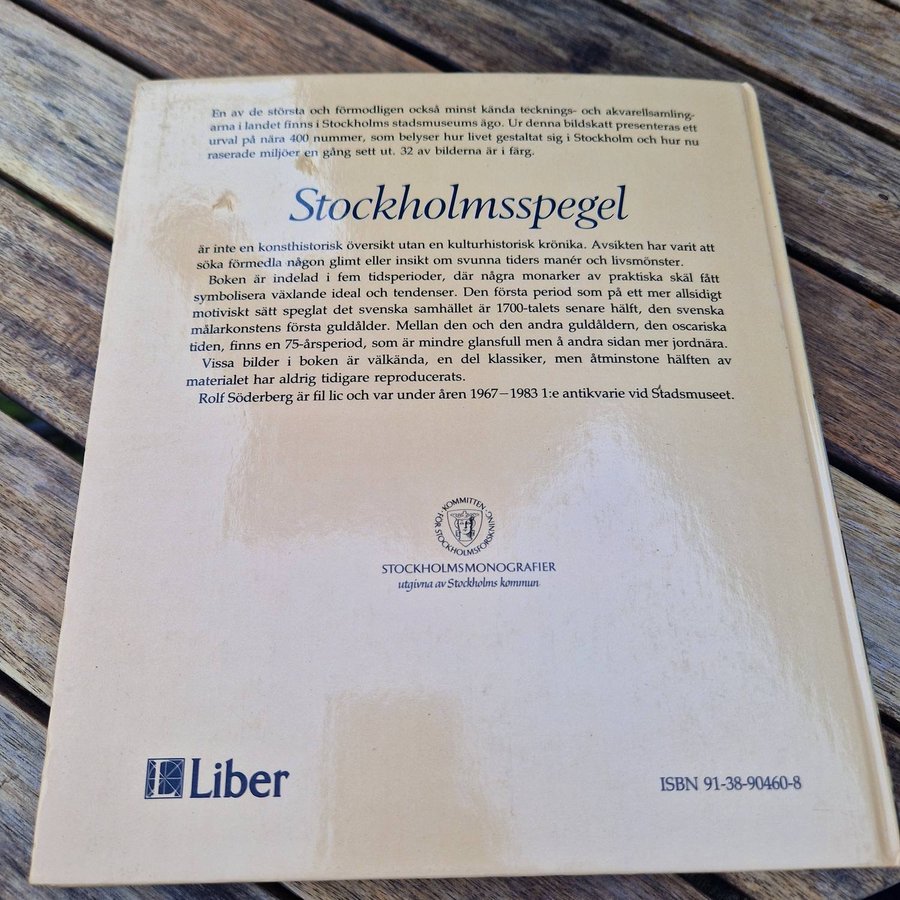 En av de största och förmodligen också minst kända tecknings- och akvarellsamling-
arna i landet finns i Stockholms stadsmuseums ägo. Ur denna bildskatt presenteras ett
urval på nära 400 nummer, som belyser hur livet gestaltat sig i Stockholm och hur nu
raserade miljöer en gång sett ut. 32 av bilderna är i färg.
Stockholmsspegel
är inte en konsthistorisk översikt utan en kulturhistorisk krönika. Avsikten har varit att
söka förmedla någon glimt eller insikt om svunna tiders manér och livsmönster.
Boken är indelad i fem tidsperioder, där några monarker av praktiska skäl fått
symbolisera växlande ideal och tendenser. Den första period som på ett mer allsidigt
motiviskt sätt speglat det svenska samhället är 1700-talets senare hälft, den svenska
målarkonstens första guldålder. Mellan den och den andra guldåldern, den oscariska
tiden, finns en 75-årsperiod, som är mindre glansfull men å andra sidan mer jordnära.
Vissa bilder i boken är välkända, en del klassiker, men åtminstone hälften av
materialet har aldrig tidigare reproducerats.
Rolf Söderberg är fil lic och var under åren 1967–1983 1:e antikvarie vid Stadsmuseet.
KOMMITTEN
FÖR STOCKHOLMSFORSKNING
STOCKHOLMSMONOGRAFIER
utgivna av Stockholms kommun
Liber
ISBN 91-38-90460-8